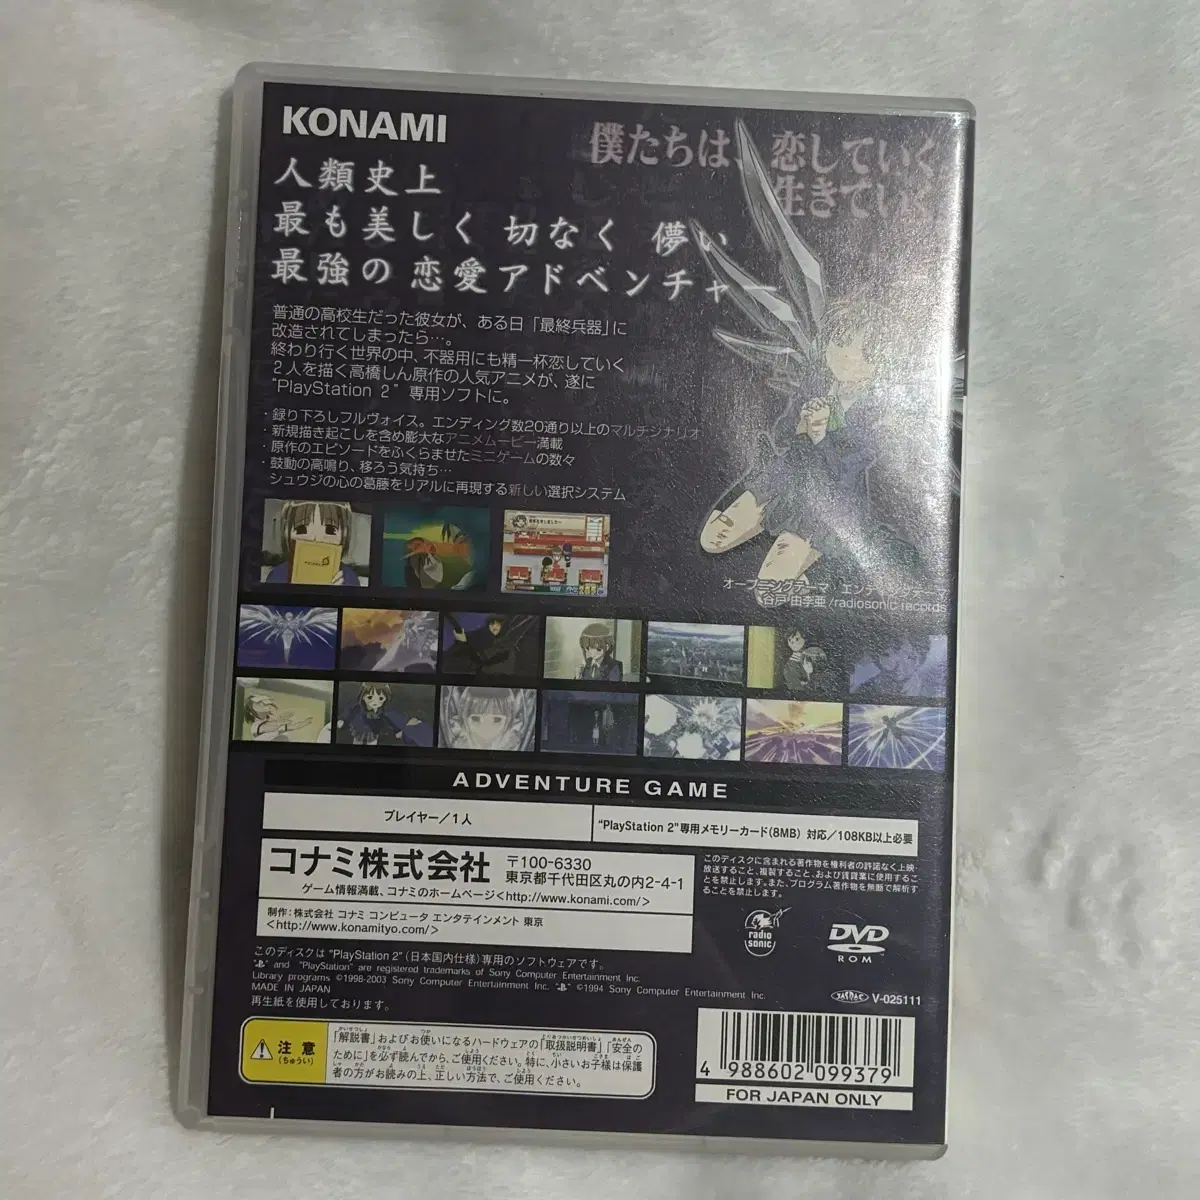 KONAMI
僕たちは、恋していく
生きていく
人類史上
最も美しく 切なく 儚い
最強の 恋愛アドベンチャー
普通の高校生だった彼女が、ある日「最終兵器」に
改造されてしまったら…。
終わり行く世界の中、不器用にも精一杯恋していく
2人を描く高橋しん原作の人気アニメが、遂に
“PlayStation 2” 専用ソフトに。
・録り下ろしフルヴォイス。エンディング数20通り以上のマルチシナリオ
・新規描き起こしを含め膨大なアニメムービー満載
・原作のエピソードをふくらませたミニゲームの数々
・鼓動の高鳴り、移ろう気持ち…
シュウジの心の葛藤をリアルに再現する新しい選択システム
オープニングテーマ エンディングテーマ
谷戸由李亜/radiosonic records
ADVENTURE GAME
プレイヤー/1人
“PlayStation 2”専用メモリーカード(8MB) 対応/108KB以上必要
コナミ株式会社
〒100-6330
東京都千代田区丸の内2-4-1
ゲーム情報満載、コナミのホームページ<http://www.konami.com/>
制作:株式会社 コナミ コンピュータ エンタテインメント 東京
<http://www.konamityo.com/>
このディスクに含まれる著作物を権利者の許諾なく上映・
放送すること、複製すること、および賃貸業に使用するこ
とを禁止します。また、プログラム著作物を無断で解析す
ることを禁止します。
radio
sonic
DVD
ROM
このディスクは “PlayStation 2” (日本国内仕様)専用のソフトウェアです。
and “PlayStation” are registered trademarks of Sony Computer Entertainment Inc.
Library programs ©1998-2003 Sony Computer Entertainment Inc. ©1994 Sony Computer Entertainment Inc.
MADE IN JAPAN
再生紙を使用しております。
JASRAC V-025111
注意
(ちゅうい)
「解説書」およびお使いになるハードウェアの「取扱説明書」「安全の
ために」を必ず読んでから、ご使用ください。特に、小さいお子様は保護
者の方がお読みの上、正しい方法で、ご使用ください。
4 988602 099379
FOR JAPAN ONLY